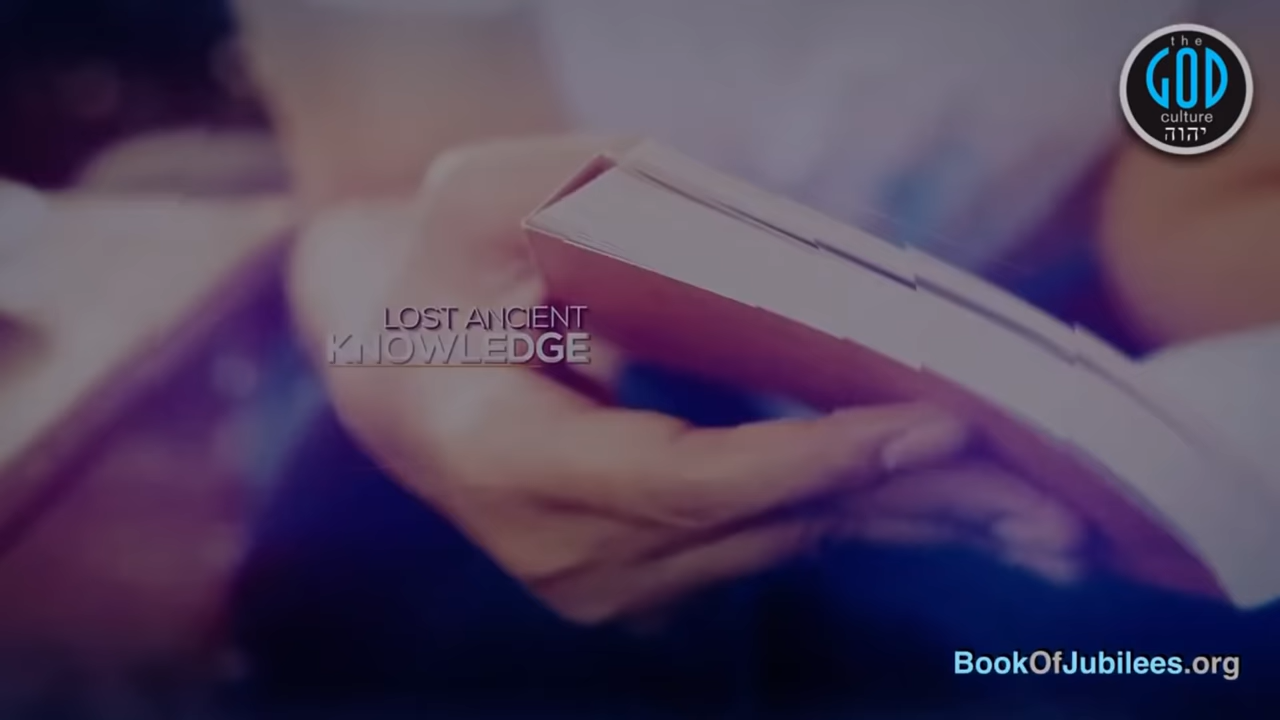 the
GOD
culture
יהוה
LOST ANCIENT
KNOWLEDGE
BookOfJubilees.org